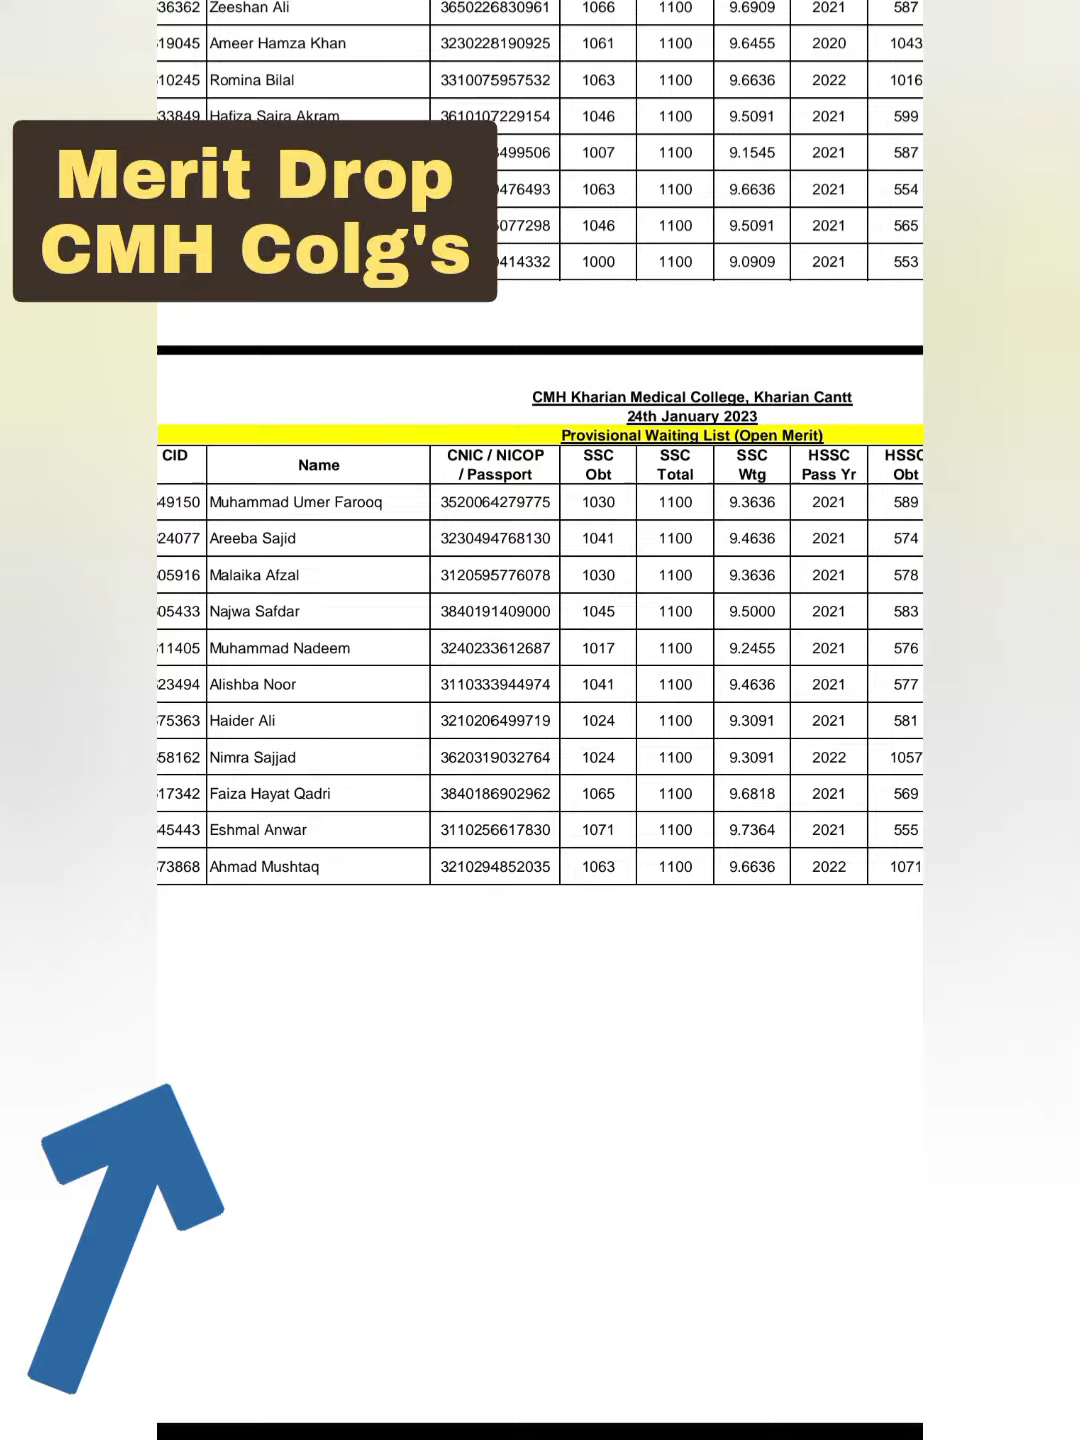 36362 Zeeshan Ali 3650226830961 1066 1100 9.6909 2021 587
19045 Ameer Hamza Khan 3230228190925 1061 1100 9.6455 2020 1043
10245 Romina Bilal 3310075957532 1063 1100 9.6636 2022 1016
33849 Hafiza Saira Akram 3610107229154 1046 1100 9.5091 2021 599
499506 1007 1100 9.1545 2021 587
476493 1063 1100 9.6636 2021 554
077298 1046 1100 9.5091 2021 565
414332 1000 1100 9.0909 2021 553
Merit Drop
CMH Colg's
CMH Kharian Medical College, Kharian Cantt
24th January 2023
Provisional Waiting List (Open Merit)
CID Name CNIC / NICOP / Passport SSC Obt SSC Total SSC Wtg HSSC Pass Yr HSSC Obt
49150 Muhammad Umer Farooq 3520064279775 1030 1100 9.3636 2021 589
24077 Areeba Sajid 3230494768130 1041 1100 9.4636 2021 574
05916 Malaika Afzal 3120595776078 1030 1100 9.3636 2021 578
05433 Najwa Safdar 3840191409000 1045 1100 9.5000 2021 583
11405 Muhammad Nadeem 3240233612687 1017 1100 9.2455 2021 576
23494 Alishba Noor 3110333944974 1041 1100 9.4636 2021 577
75363 Haider Ali 3210206499719 1024 1100 9.3091 2021 581
58162 Nimra Sajjad 3620319032764 1024 1100 9.3091 2022 1057
17342 Faiza Hayat Qadri 3840186902962 1065 1100 9.6818 2021 569
45443 Eshmal Anwar 3110256617830 1071 1100 9.7364 2021 555
73868 Ahmad Mushtaq 3210294852035 1063 1100 9.6636 2022 1071